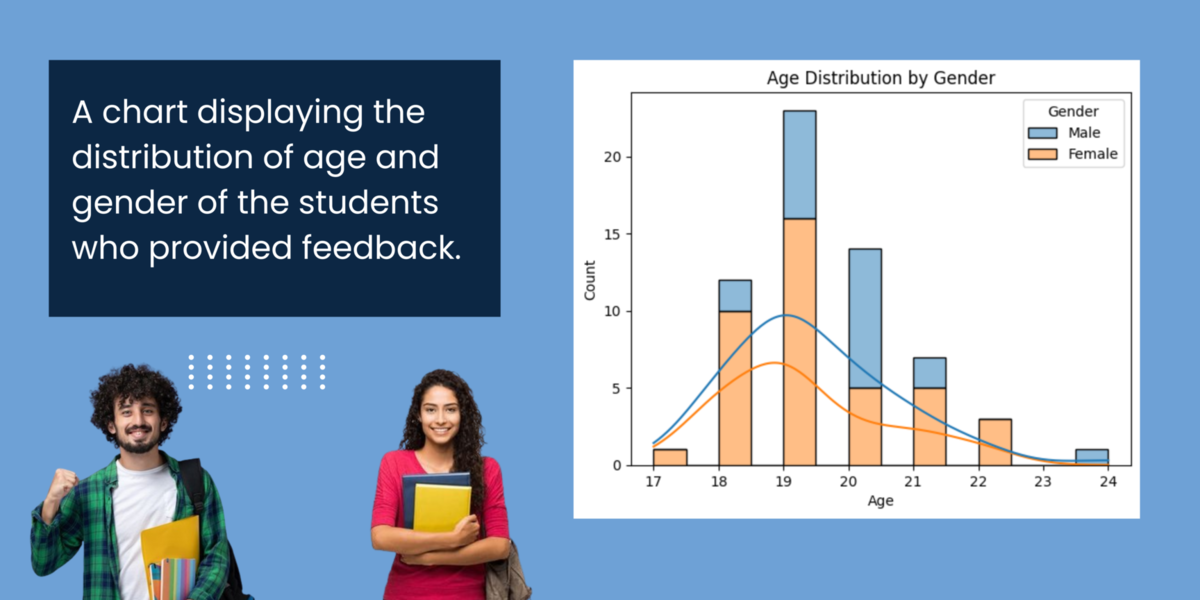 A chart displaying the
distribution of age and
gender of the students
who provided feedback.
Age Distribution by Gender
Gender
Male
Female
Count
20
15
10
5
0
17 18 19 20 21 22 23 24
Age